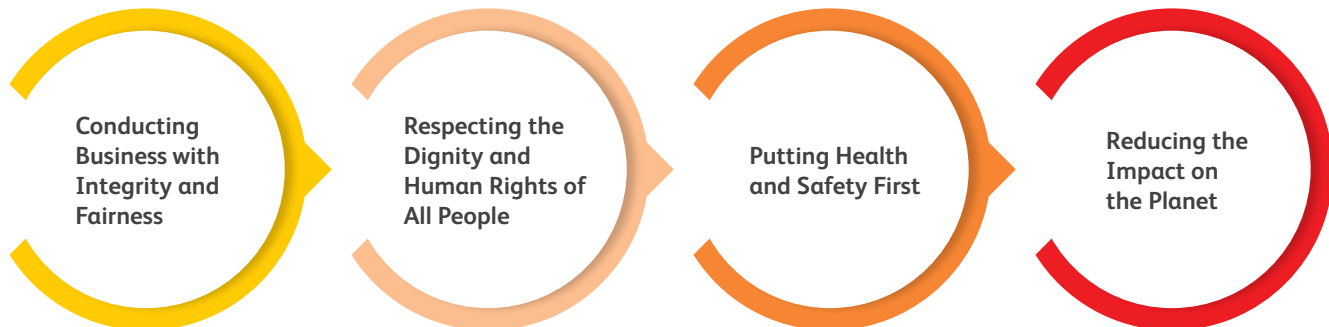 Conducting
Business with
Integrity and
Fairness
Respecting the
Dignity and
Human Rights of
All People
Putting Health
and Safety First
Reducing the
Impact on
the Planet